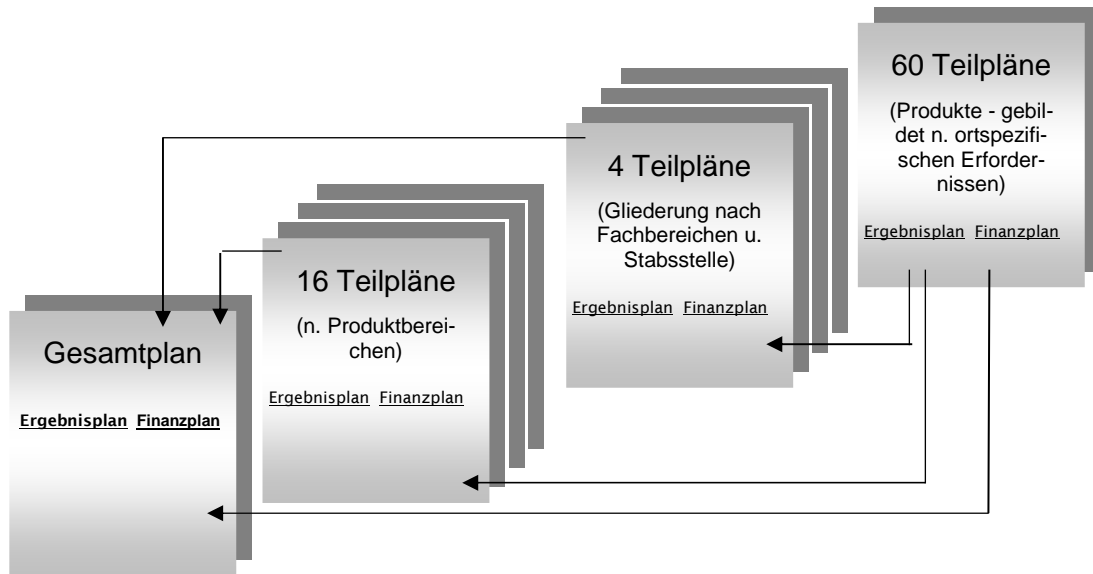 Gesamtplan
Ergebnisplan Finanzplan
16 Teilpläne
(n. Produktberei-
chen)
Ergebnisplan Finanzplan
4 Teilpläne
(Gliederung nach
Fachbereichen u.
Stabsstelle)
Ergebnisplan Finanzplan
60 Teilpläne
(Produkte - gebil-
det n. ortspezifi-
schen Erforder-
nissen)
Ergebnisplan Finanzplan